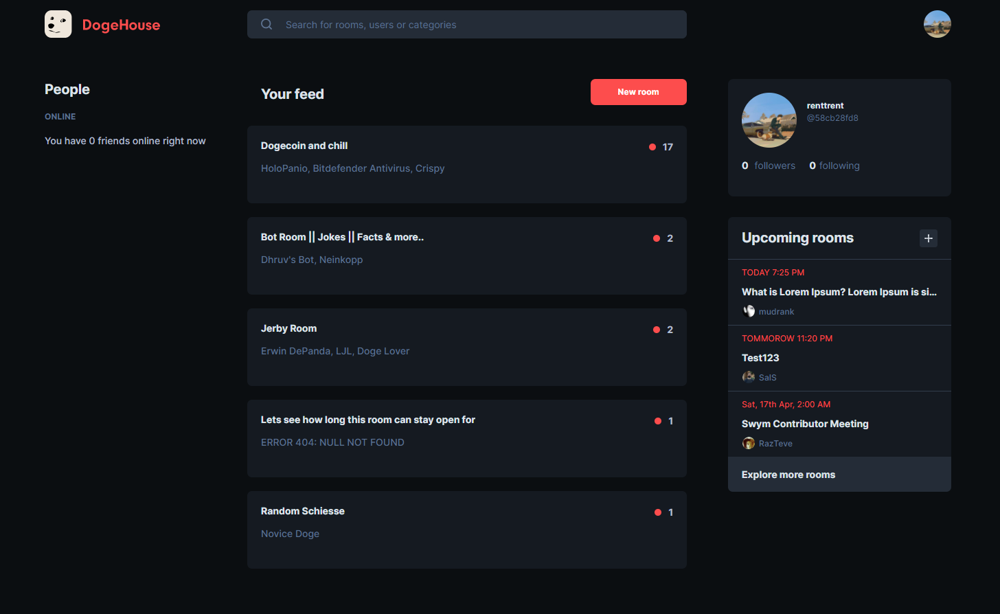 DogeHouse
Search for rooms, users or categories
People
ONLINE
You have 0 friends online right now
Your feed
New room
Dogecoin and chill
17
HoloPanio, Bitdefender Antivirus, Crispy
Bot Room || Jokes || Facts & more..
2
Dhruv's Bot, Neinkopp
Jerby Room
2
Erwin DePanda, LJL, Doge Lover
Lets see how long this room can stay open for
1
ERROR 404: NULL NOT FOUND
Random Schiesse
1
Novice Doge
renttrent
@58cb28fd8
0 followers 0 following
Upcoming rooms
TODAY 7:25 PM
What is Lorem Ipsum? Lorem Ipsum is si...
mudrank
TOMMOROW 11:20 PM
Test123
SalS
Sat, 17th Apr, 2:00 AM
Swym Contributor Meeting
RazTeve
Explore more rooms